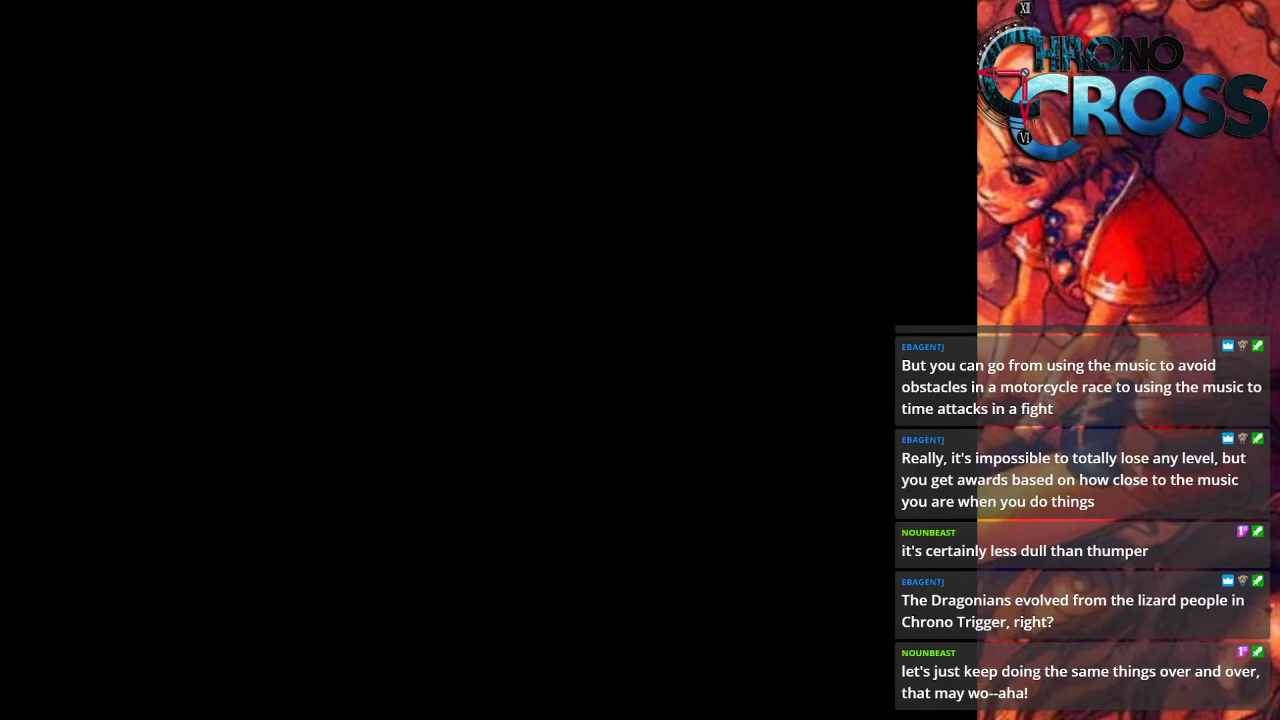 XII
CHRONO
CROSS
VI
EBAGENTJ
But you can go from using the music to avoid
obstacles in a motorcycle race to using the music to
time attacks in a fight
EBAGENTJ
Really, it's impossible to totally lose any level, but
you get awards based on how close to the music
you are when you do things
NOUNBEAST
it's certainly less dull than thumper
EBAGENTJ
The Dragonians evolved from the lizard people in
Chrono Trigger, right?
NOUNBEAST
let's just keep doing the same things over and over,
that may wo--aha!